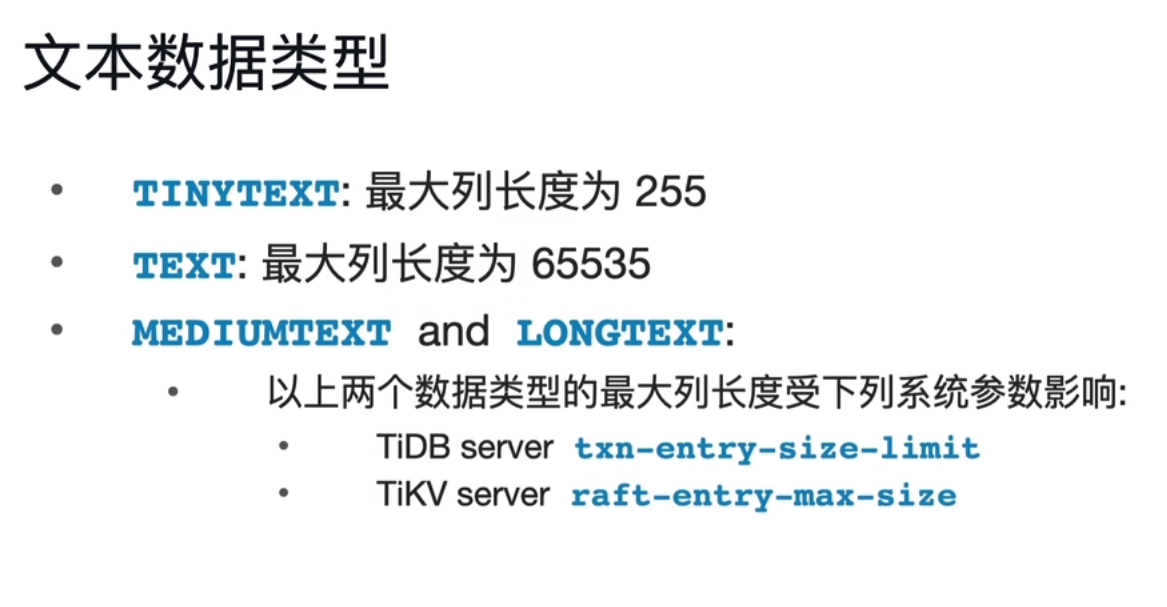 文本数据类型
• TINYTEXT: 最大列长度为 255
• TEXT: 最大列长度为 65535
• MEDIUMTEXT and LONGTEXT:
• 以上两个数据类型的最大列长度受下列系统参数影响:
• TiDB server txn-entry-size-limit
• TiKV server raft-entry-max-size